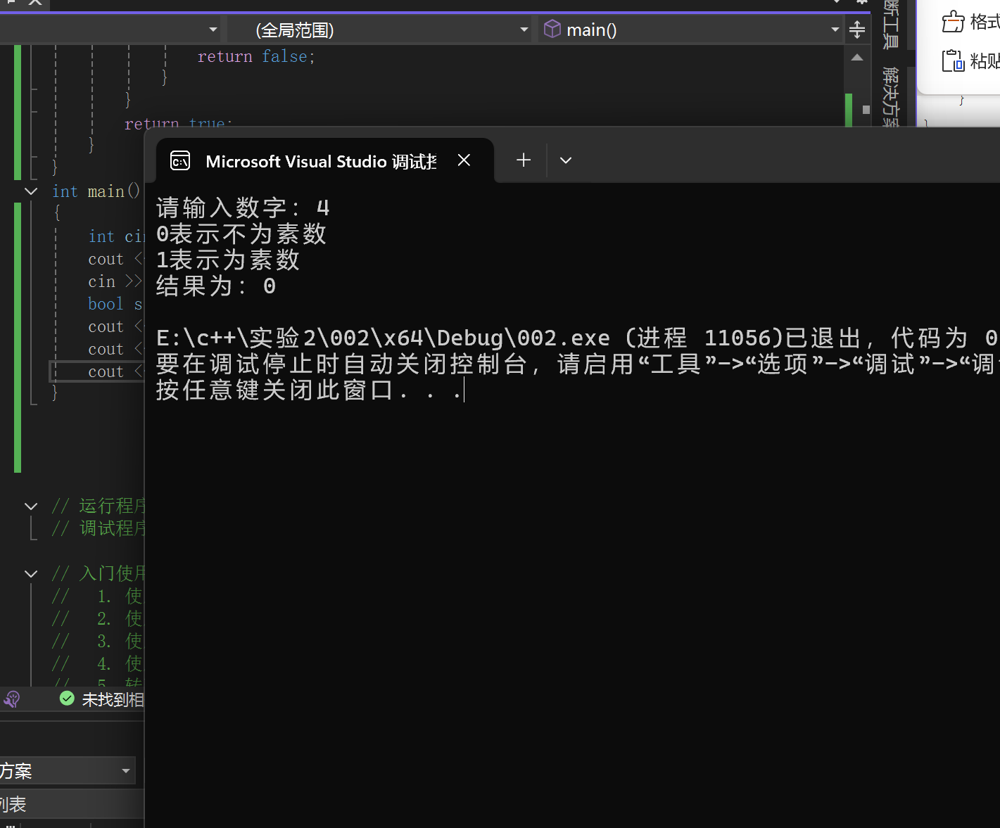 (全局范围)
main()
断工具
解决方案
格式
粘贴
return false;
}
}
return true;
}
}
}
}
int main()
{
int cin
cout <
cin >>
bool s
cout <
cout <
cout <
}
Microsoft Visual Studio 调试控
请输入数字：4
0表示不为素数
1表示为素数
结果为：0
E:\c++\实验2\002\x64\Debug\002.exe (进程 11056)已退出，代码为 0
要在调试停止时自动关闭控制台，请启用“工具”->“选项”->“调试”->“调
按任意键关闭此窗口. . .
// 运行程序
// 调试程序
// 入门使用
// 1. 使
// 2. 使
// 3. 使
// 4. 使
// 5. 转
未找到相
方案
列表